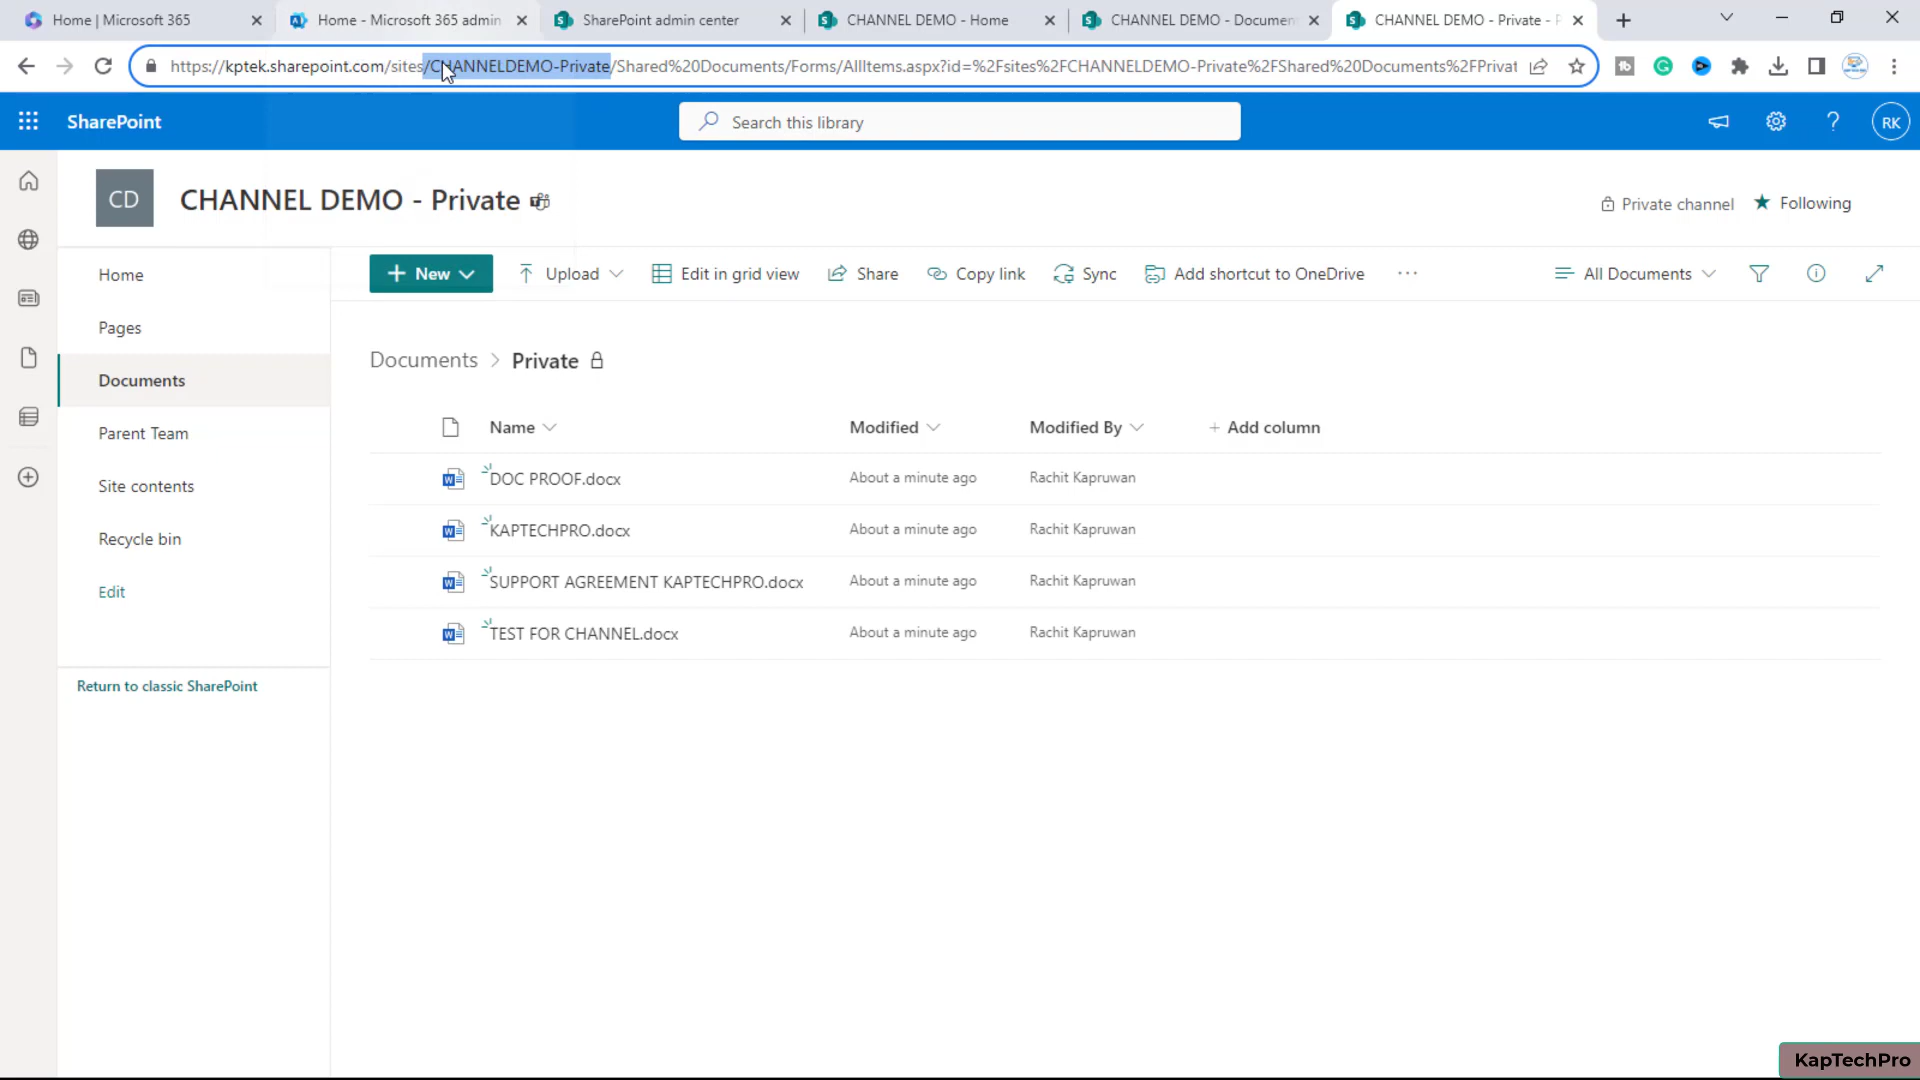 Home | Microsoft 365
Home - Microsoft 365 admin
SharePoint admin center
CHANNEL DEMO - Home
CHANNEL DEMO - Documen
CHANNEL DEMO - Private - F
https://kptek.sharepoint.com/sites/CHANNELDEMO-Private/Shared%20Documents/Forms/AllItems.aspx?id=%2Fsites%2FCHANNELDEMO-Private%2FShared%20Documents%2FPrivat
SharePoint
Search this library
RK
CD
CHANNEL DEMO - Private
Private channel
Following
Home
Pages
Documents
Parent Team
Site contents
Recycle bin
Edit
Return to classic SharePoint
New
Upload
Edit in grid view
Share
Copy link
Sync
Add shortcut to OneDrive
All Documents
Documents > Private
Name
Modified
Modified By
+ Add column
DOC PROOF.docx About a minute ago Rachit Kapruwan
KAPTECHPRO.docx About a minute ago Rachit Kapruwan
SUPPORT AGREEMENT KAPTECHPRO.docx About a minute ago Rachit Kapruwan
TEST FOR CHANNEL.docx About a minute ago Rachit Kapruwan
KapTechPro